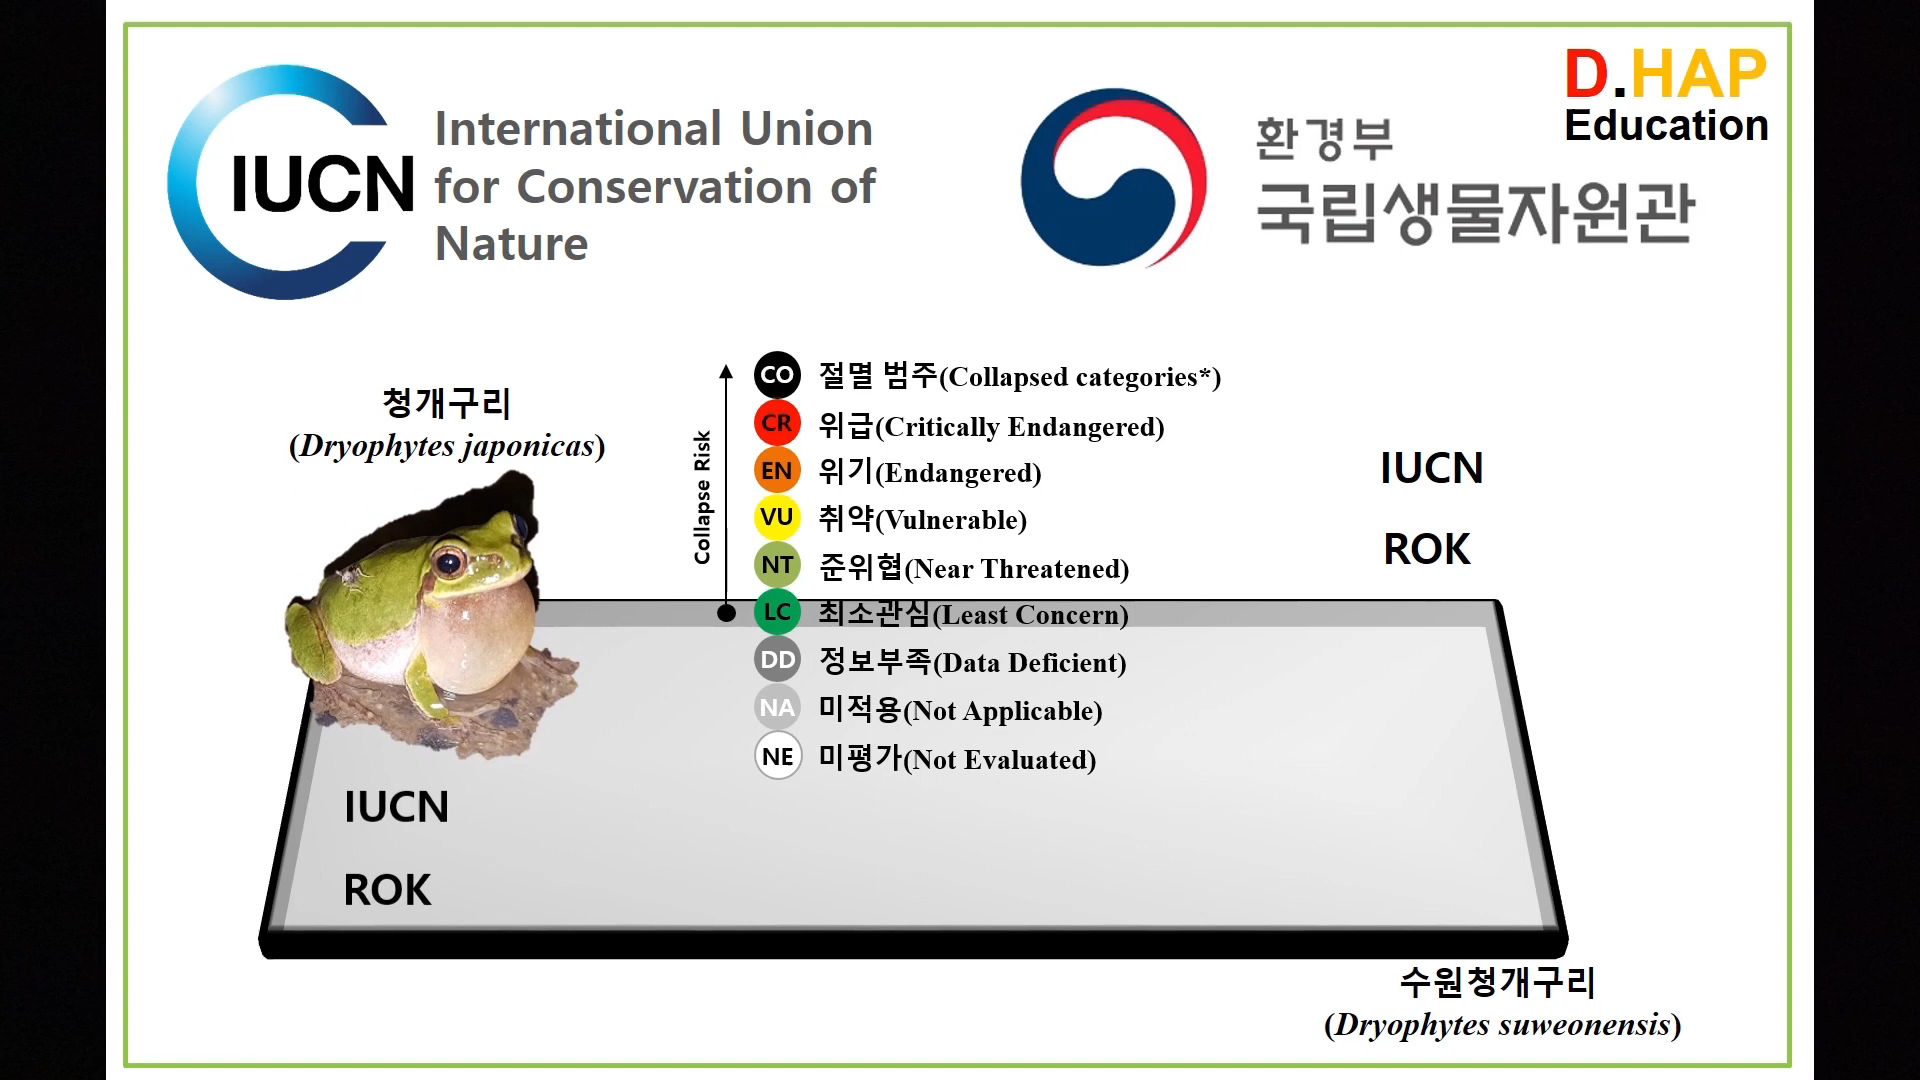 IUCN
International Union
for Conservation of
Nature
환경부
국립생물자원관
D.HAP
Education
청개구리
(Dryophytes japonicas)
Collapse Risk
CO 절멸 범주(Collapsed categories*)
CR 위급(Critically Endangered)
EN 위기(Endangered)
VU 취약(Vulnerable)
NT 준위협(Near Threatened)
LC 최소관심(Least Concern)
DD 정보부족(Data Deficient)
NA 미적용(Not Applicable)
NE 미평가(Not Evaluated)
IUCN
ROK
IUCN
ROK
수원청개구리
(Dryophytes suweonensis)